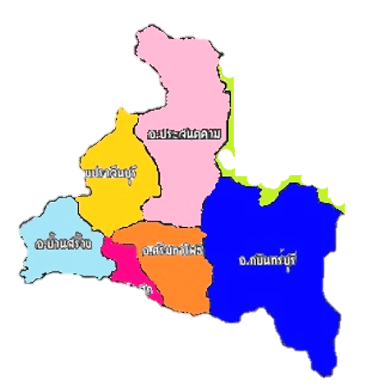 อ.ประจันตคาม
มปราจีนบุรี
อ.บ้านสร้าง
อ.ศรีมหาโพธิ
อ.กบินทร์บุรี